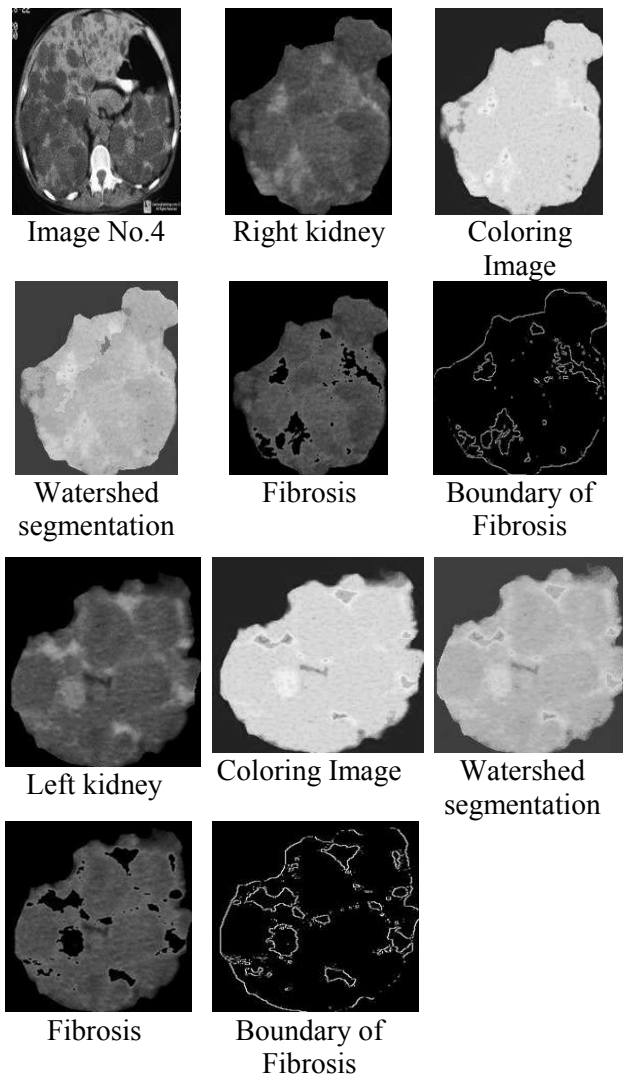 Image No.4
Right kidney
Coloring
Image
Watershed
segmentation
Fibrosis
Boundary of
Fibrosis
Left kidney
Coloring Image
Watershed
segmentation
Fibrosis
Boundary of
Fibrosis